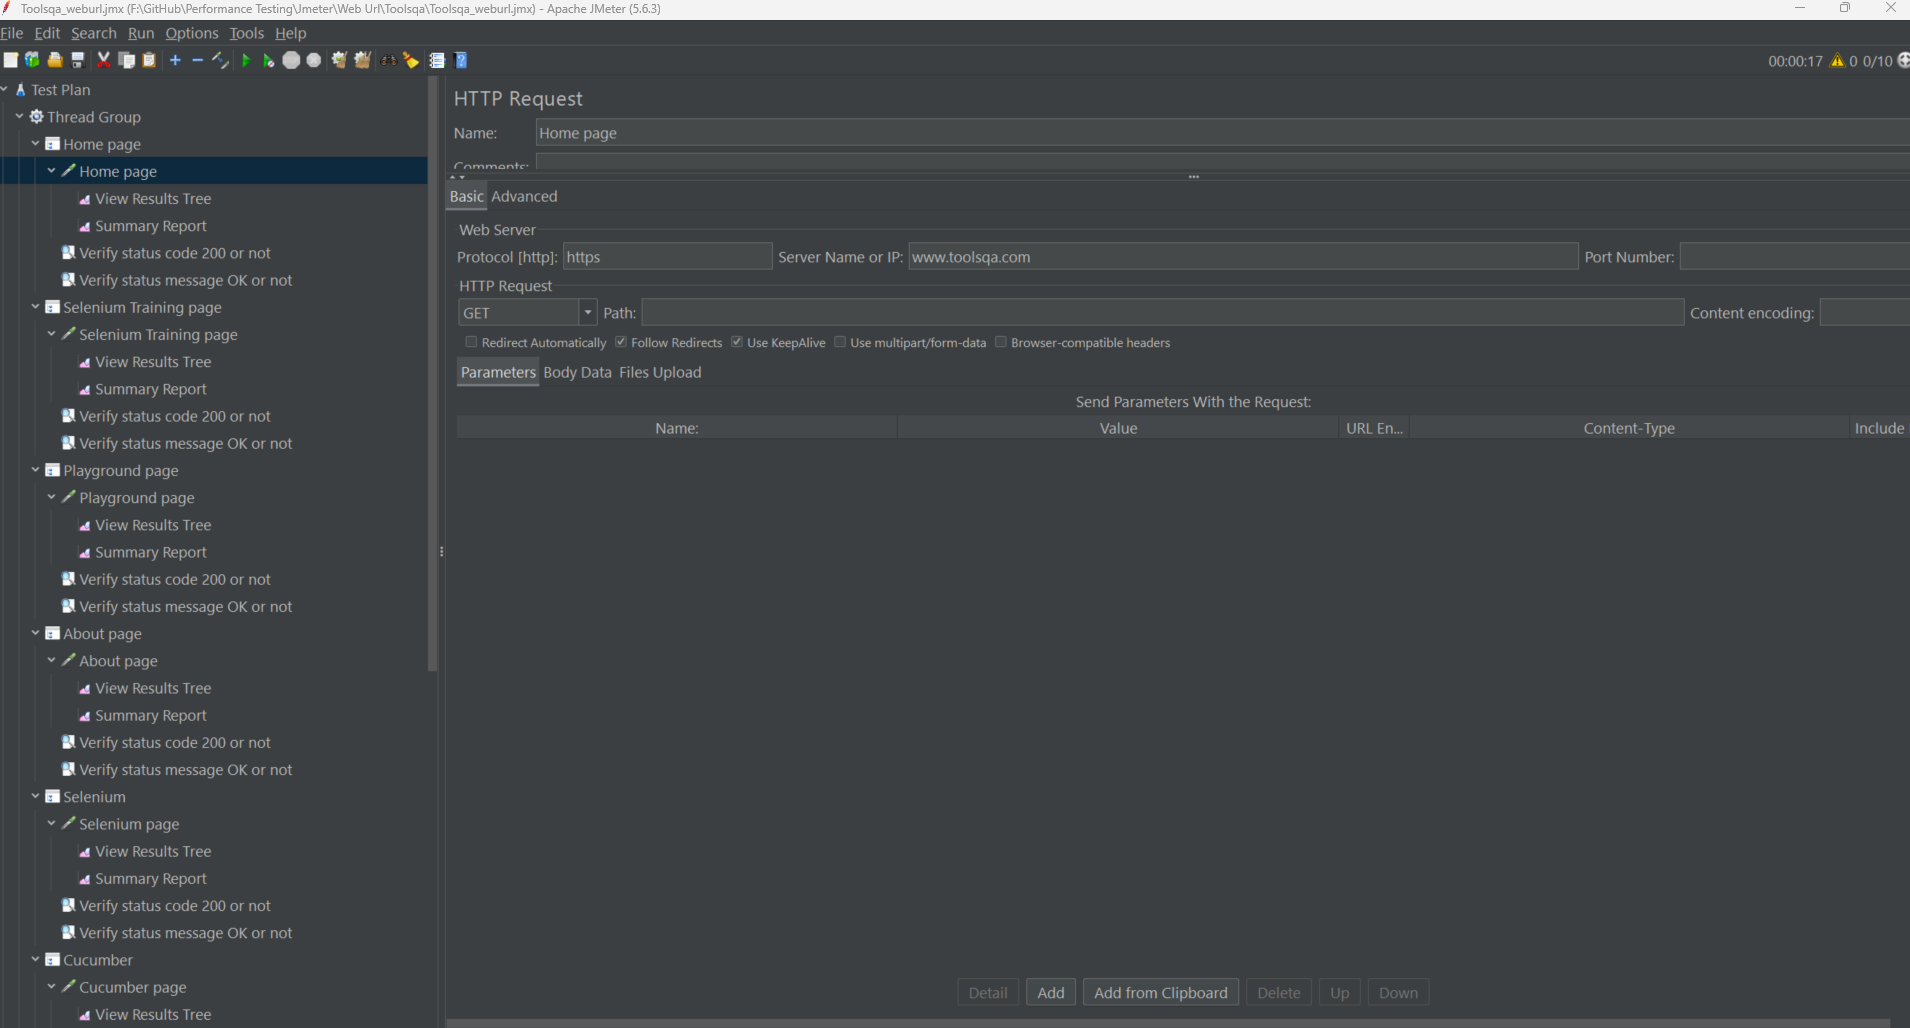 Toolsqa_weburl.jmx (F:\GitHub\Performance Testing\Jmeter\Web Url\Toolsqa\Toolsqa_weburl.jmx) - Apache JMeter (5.6.3)
File Edit Search Run Options Tools Help
00:00:17 0 0/10
Test Plan
Thread Group
Home page
Home page
View Results Tree
Summary Report
Verify status code 200 or not
Verify status message OK or not
Selenium Training page
Selenium Training page
View Results Tree
Summary Report
Verify status code 200 or not
Verify status message OK or not
Playground page
Playground page
View Results Tree
Summary Report
Verify status code 200 or not
Verify status message OK or not
About page
About page
View Results Tree
Summary Report
Verify status code 200 or not
Verify status message OK or not
Selenium
Selenium page
View Results Tree
Summary Report
Verify status code 200 or not
Verify status message OK or not
Cucumber
Cucumber page
View Results Tree
HTTP Request
Name: Home page
Comments:
Basic Advanced
Web Server
Protocol [http]: https Server Name or IP: www.toolsqa.com Port Number:
HTTP Request
GET Path: Content encoding:
Redirect Automatically Follow Redirects Use KeepAlive Use multipart/form-data Browser-compatible headers
Parameters Body Data Files Upload
Send Parameters With the Request:
Name: Value URL En... Content-Type Include
Detail Add Add from Clipboard Delete Up Down